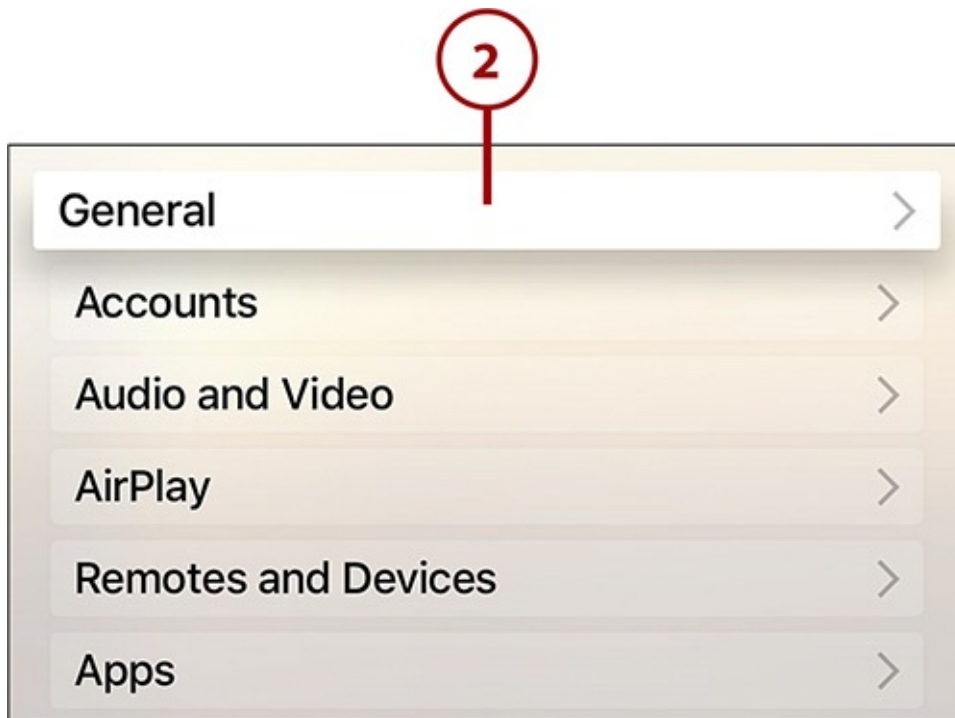 2
General
Accounts
Audio and Video
AirPlay
Remotes and Devices
Apps